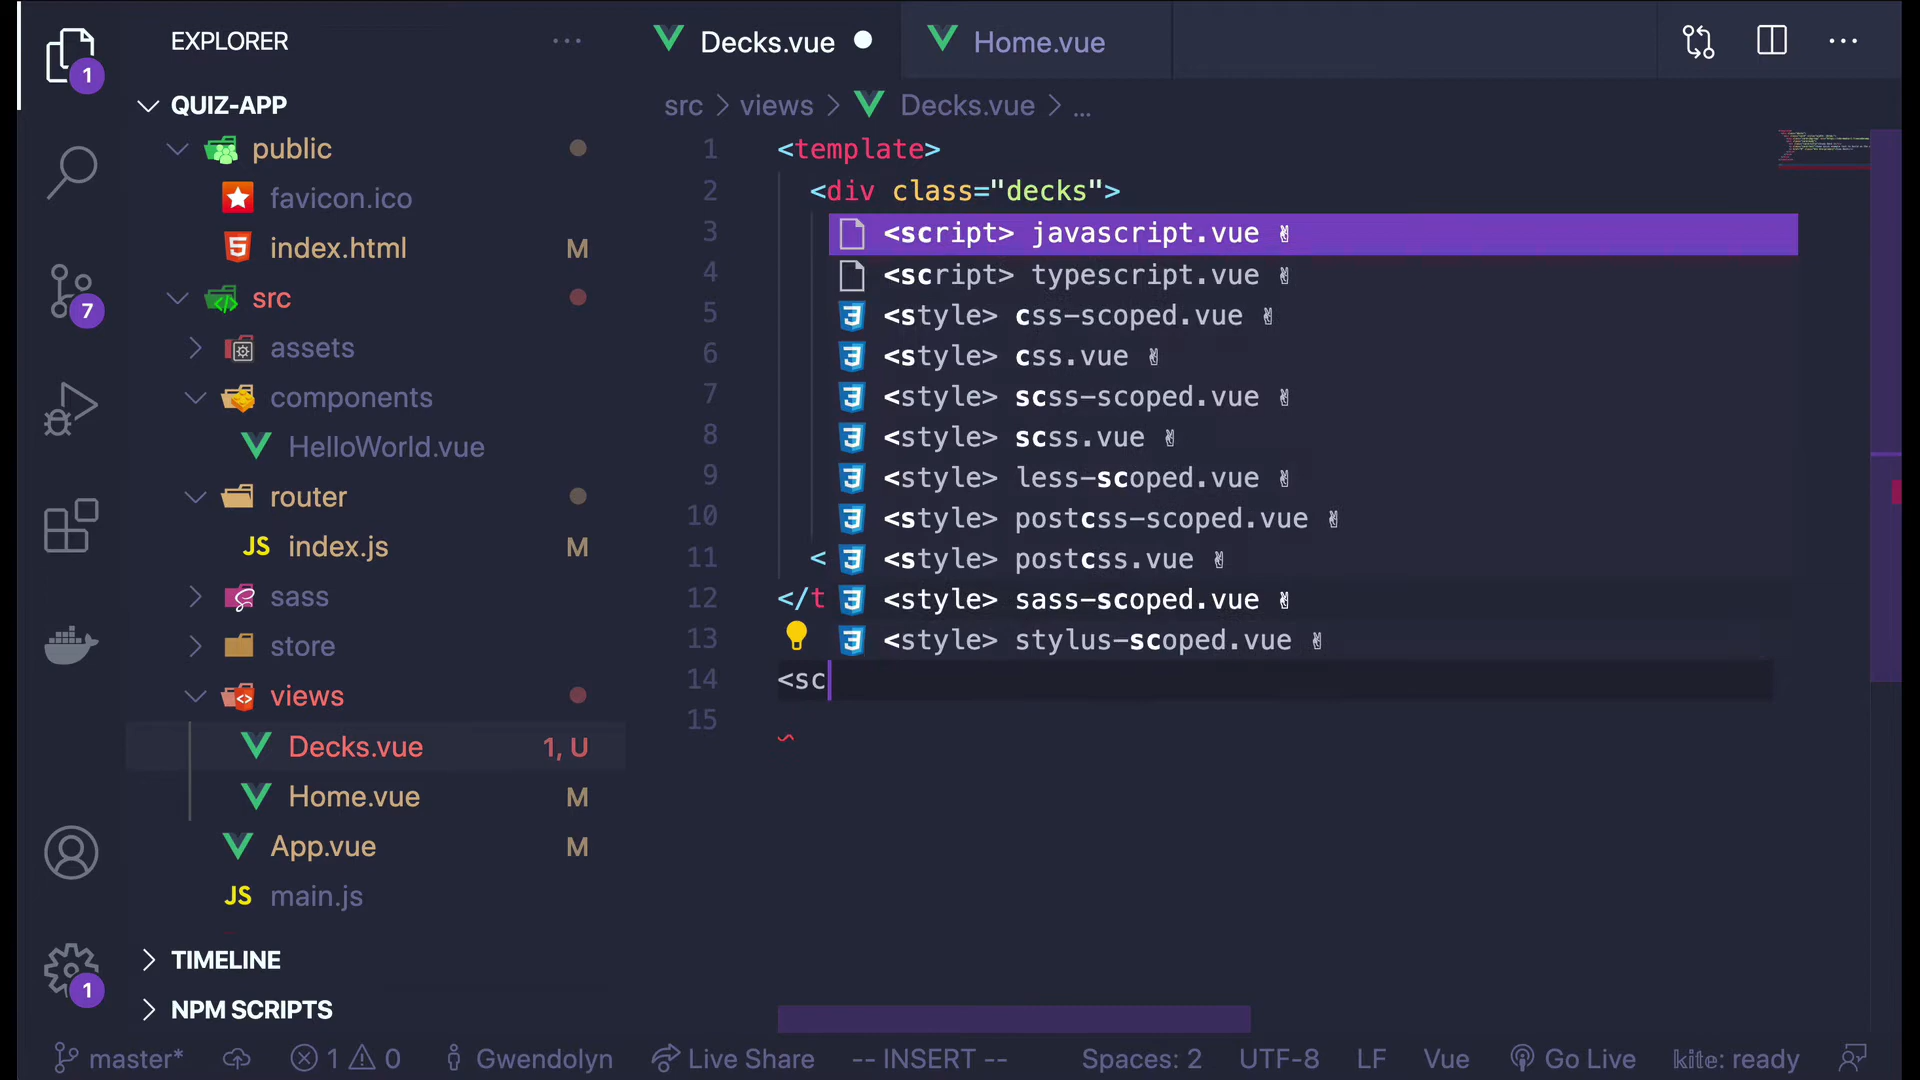 EXPLORER
1
QUIZ-APP
public
favicon.ico
index.html M
src
7
assets
components
HelloWorld.vue
router
JS index.js M
sass
store
views
Decks.vue 1, U
Home.vue M
App.vue M
JS main.js
TIMELINE
1
NPM SCRIPTS
Decks.vue
Home.vue
src > views > Decks.vue > ...
1 <template>
2 <div class="decks">
3 <script> javascript.vue ✌
4 <script> typescript.vue ✌
5 <style> css-scoped.vue ✌
6 <style> css.vue ✌
7 <style> scss-scoped.vue ✌
8 <style> scss.vue ✌
9 <style> less-scoped.vue ✌
10 <style> postcss-scoped.vue ✌
11 < <style> postcss.vue ✌
12 </t <style> sass-scoped.vue ✌
13 <style> stylus-scoped.vue ✌
14 <sc
15
master* 1 0 Gwendolyn Live Share -- INSERT -- Spaces: 2 UTF-8 LF Vue Go Live kite: ready